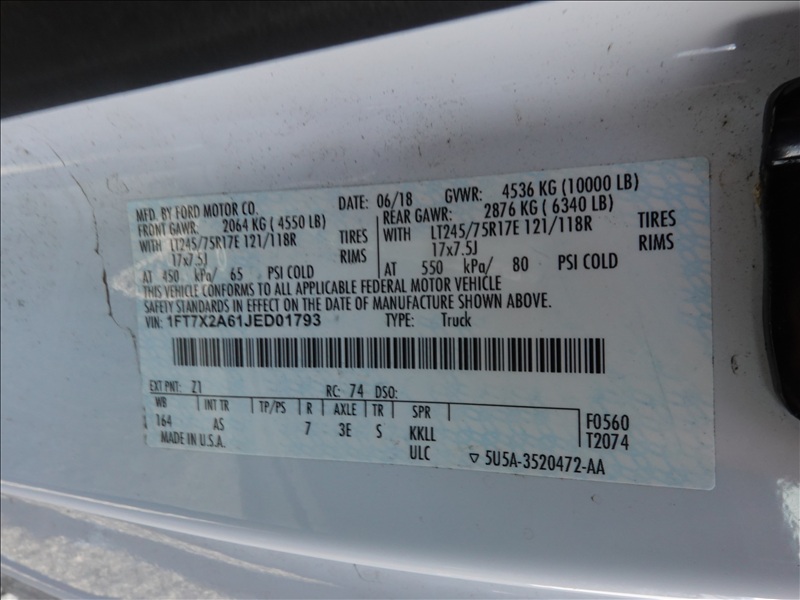 MFD. BY FORD MOTOR CO. DATE: 06/18 GVWR: 4536 KG (10000 LB)
FRONT GAWR: 2064 KG ( 4550 LB) REAR GAWR: 2876 KG ( 6340 LB)
WITH LT245/75R17E 121/118R TIRES WITH LT245/75R17E 121/118R TIRES
17x7.5J RIMS 17x7.5J RIMS
AT 450 kPa/ 65 PSI COLD AT 550 kPa/ 80 PSI COLD
THIS VEHICLE CONFORMS TO ALL APPLICABLE FEDERAL MOTOR VEHICLE
SAFETY STANDARDS IN EFFECT ON THE DATE OF MANUFACTURE SHOWN ABOVE.
VIN: 1FT7X2A61JED01793 TYPE: Truck
EXT PNT: Z1 RC: 74 DSO:
WB INT TR TP/PS R AXLE TR SPR F0560
164 AS 7 3E S KKLL T2074
MADE IN U.S.A. ULC ▽ 5U5A-3520472-AA